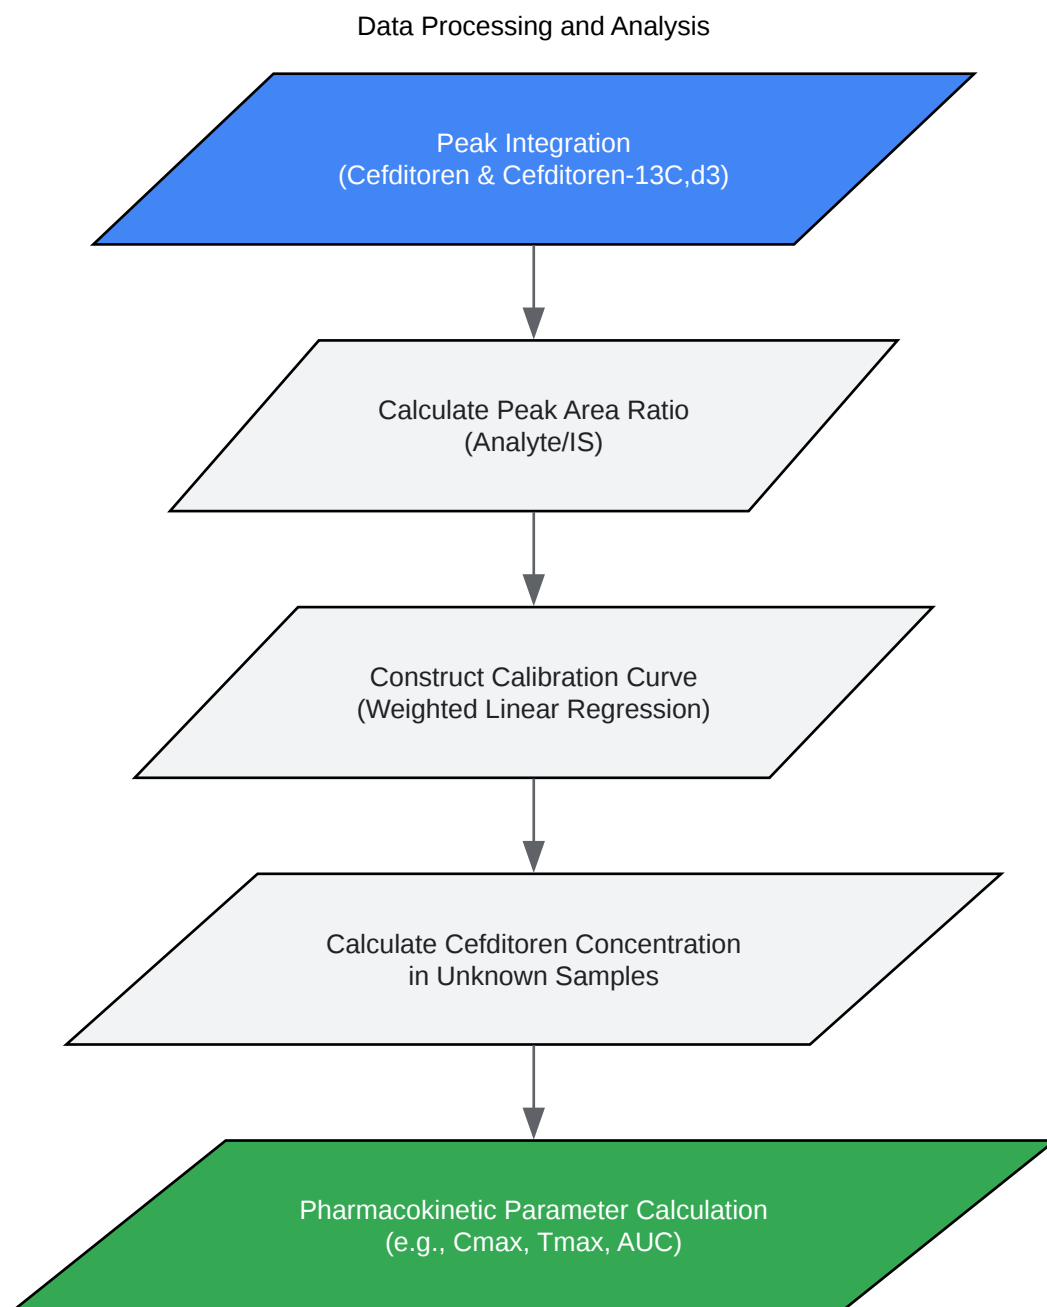 Data Processing and Analysis
Peak Integration
(Cefditoren & Cefditoren-13C,d3)
Calculate Peak Area Ratio
(Analyte/IS)
Construct Calibration Curve
(Weighted Linear Regression)
Calculate Cefditoren Concentration
in Unknown Samples
Pharmacokinetic Parameter Calculation
(e.g., Cmax, Tmax, AUC)